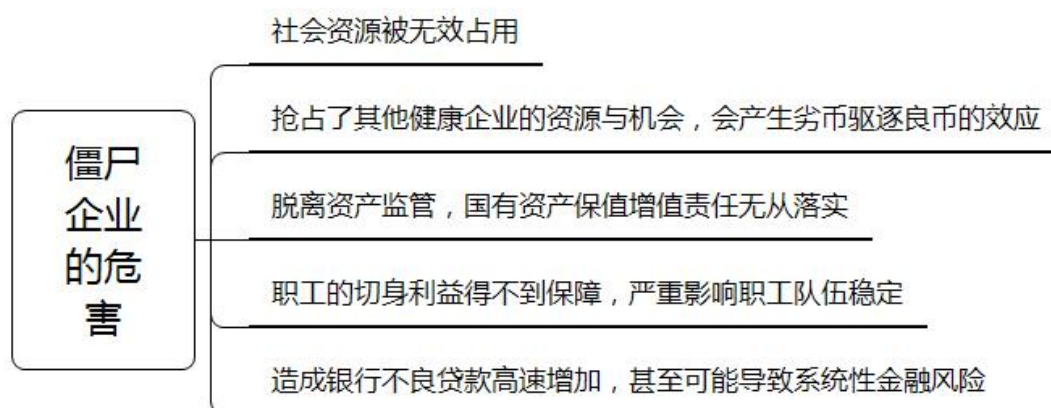 社会资源被无效占用
抢占了其他健康企业的资源与机会，会产生劣币驱逐良币的效应
僵尸
企业
的危
害
脱离资产监管，国有资产保值增值责任无从落实
职工的切身利益得不到保障，严重影响职工队伍稳定
造成银行不良贷款高速增加，甚至可能导致系统性金融风险